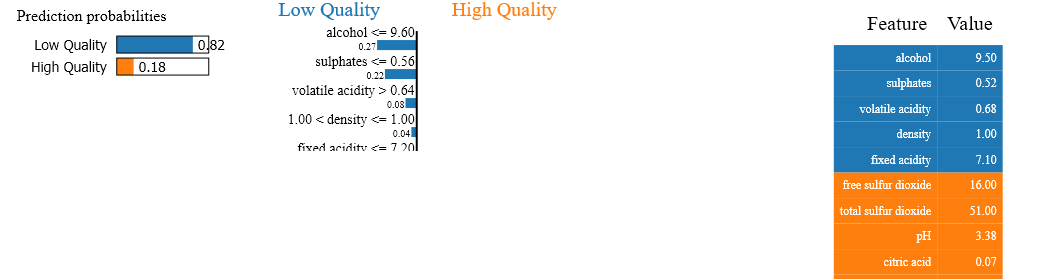 Prediction probabilities
Low Quality 0.82
High Quality 0.18
Low Quality High Quality
alcohol <= 9.60
0.27
sulphates <= 0.56
0.22
volatile acidity > 0.64
0.08
1.00 < density <= 1.00
0.04
fixed acidity <= 7.20
Feature Value
alcohol 9.50
sulphates 0.52
volatile acidity 0.68
density 1.00
fixed acidity 7.10
free sulfur dioxide 16.00
total sulfur dioxide 51.00
pH 3.38
citric acid 0.07